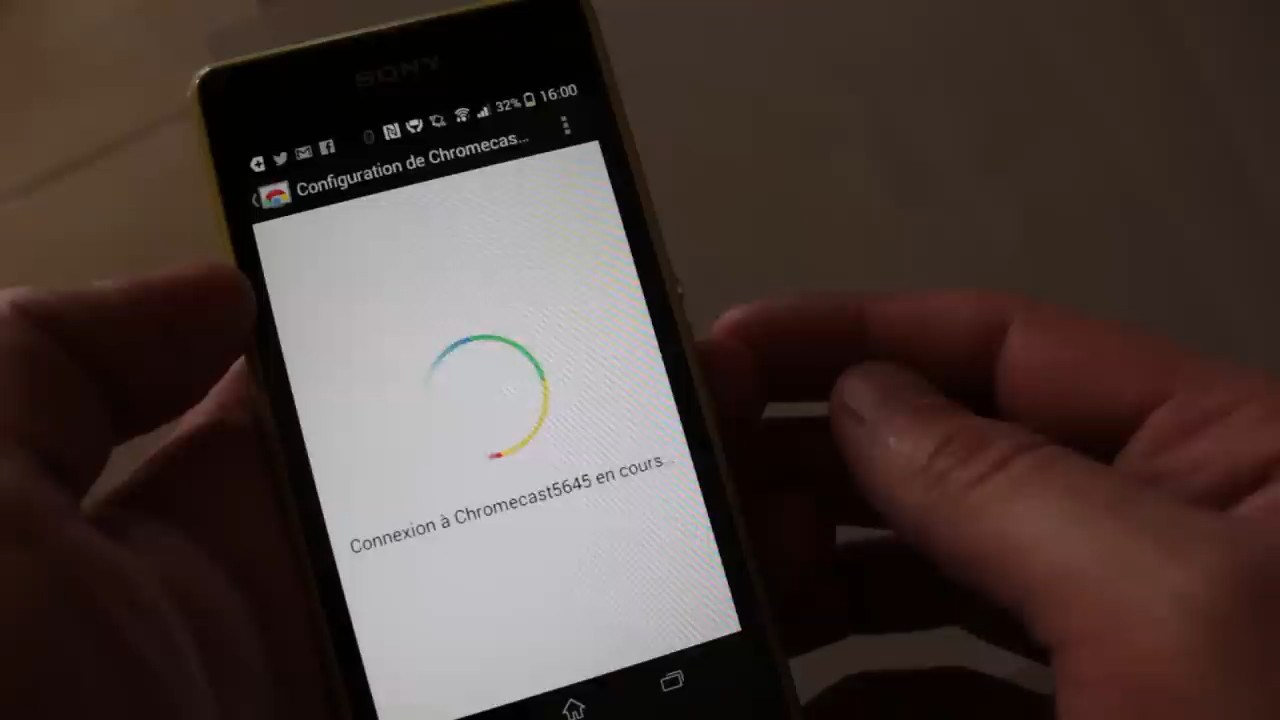 SONY
32% 16:00
Configuration de Chromecas...
Connexion à Chromecast5645 en cours...